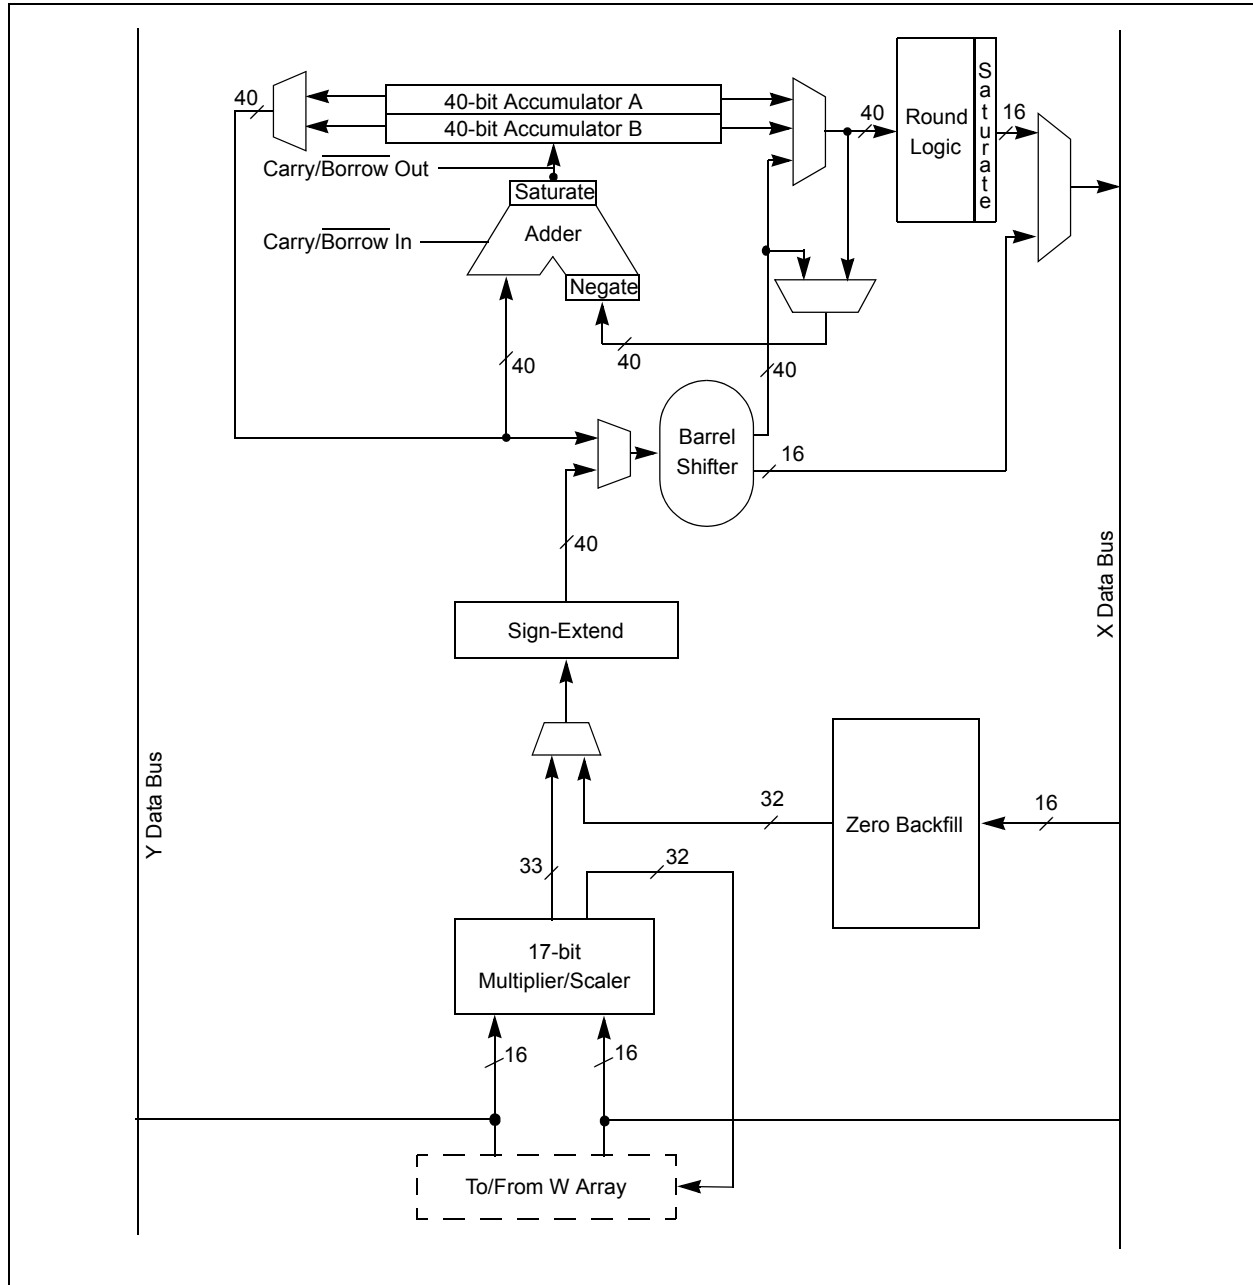 40
40-bit Accumulator A
40-bit Accumulator B
40
Round
Logic
Saturate
16
Carry/Borrow Out
Saturate
Carry/Borrow In
Adder
Negate
40
40
40
Barrel
Shifter
16
40
X Data Bus
Sign-Extend
Y Data Bus
32
Zero Backfill
16
33
32
17-bit
Multiplier/Scaler
16
16
To/From W Array